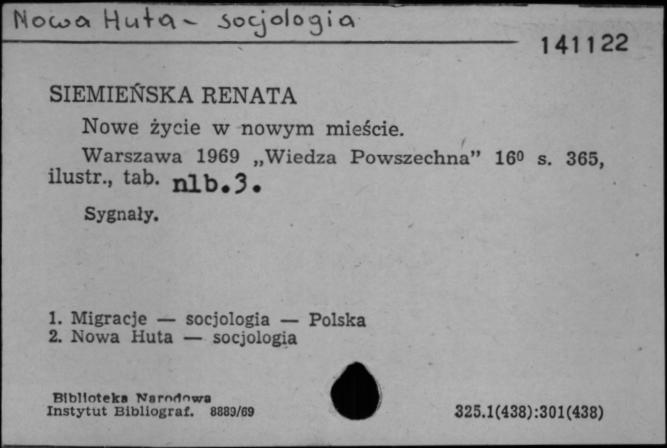 Nowa Huta - socjologia
141122
SIEMIEŃSKA RENATA
Nowe życie w nowym mieście.
Warszawa 1969 „Wiedza Powszechna” 16⁰ s. 365,
ilustr., tab. nlb.3.
Sygnały.
1. Migracje — socjologia — Polska
2. Nowa Huta — socjologia
Biblioteka Narodowa
Instytut Bibliograf. 8889/69
325.1(438):301(438)